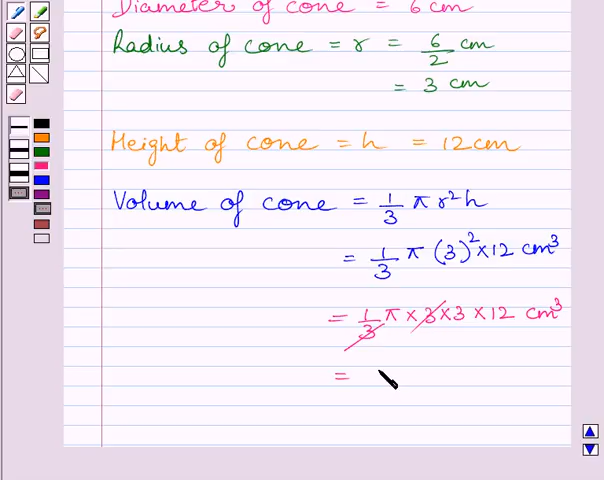 Diameter of cone = 6 cm
Radius of cone = r = 6/2 cm
= 3 cm
Height of cone = h = 12 cm
Volume of cone = 1/3 π r² h
= 1/3 π (3)² × 12 cm³
= 1/3 π × 3 × 3 × 12 cm³
=